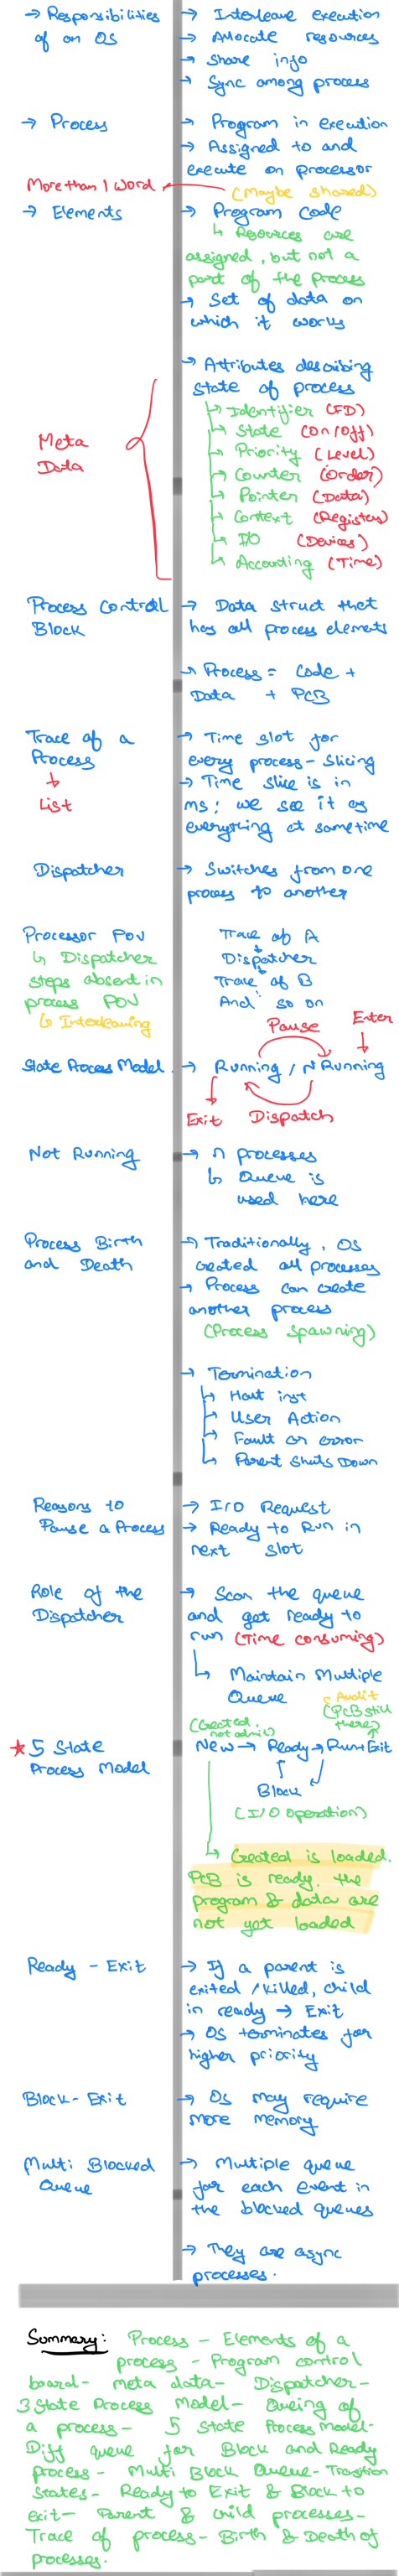 → Responsibilities
of an OS
→ Interleave execution
→ Allocate resources
→ Share info
→ Sync among process
→ Process
→ Program in execution
→ Assigned to and
execute on processor
More than 1 word
(Maybe shared)
→ Elements
→ Program Code
↳ Resources are
assigned, but not a
part of the process
→ Set of data on
which it works
→ Attributes describing
state of process
Meta
Data
→ Identifier (FD)
→ State (On/Off)
→ Priority (Level)
→ Counter (Order)
→ Pointer (Data)
→ Context (Registers)
→ I/O (Devices)
→ Accounting (Time)
Process Control
Block
→ Data struct that
has all process elements
→ Process = Code +
Data + PCB
Trace of a
Process
↓
List
→ Time slot for
every process - Slicing
→ Time slice is in
ms; we see it as
everything at same time
Dispatcher
→ Switches from one
process to another
Processor POV
↳ Dispatcher
steps absent in
process POV
↳ Interleaving
Trace of A
Dispatcher
Trace of B
And so on
Pause
Enter
State Process Model
→ Running / N Running
Exit
Dispatch
Not Running
→ n processes
↳ Queue is
used here
Process Birth
and Death
→ Traditionally, OS
created all processes
→ Process can create
another process
(Process Spawning)
→ Termination
→ Halt inst
→ User Action
→ Fault or error
→ Parent Shuts Down
Reasons to
Pause a Process
→ I/O Request
→ Ready to Run in
next slot
Role of the
Dispatcher
→ Scan the queue
and get ready to
run (Time consuming)
↳ Maintain Multiple
Queue
Audit
(PCB still
there)
(Created,
not admit)
★ 5 State
Process Model
New → Ready → Run → Exit
Block
(I/O operation)
↳ Created is loaded.
PCB is ready, the
program & data are
not yet loaded
Ready - Exit
→ If a parent is
exited / killed, child
in ready → Exit
→ OS terminates for
higher priority
Block - Exit
→ OS may require
more memory
Multi Blocked
Queue
→ Multiple queue
for each event in
the blocked queues
→ They are async
processes.
Summary: Process - Elements of a
process - Program control
board - meta data - Dispatcher -
3 State Process Model - Queing of
a process - 5 State Process Model -
Diff queue for Block and Ready
process - Multi Block Queue - Transition
States - Ready to Exit & Block to
exit - Parent & child processes -
Trace of process - Birth & Death of
processes.